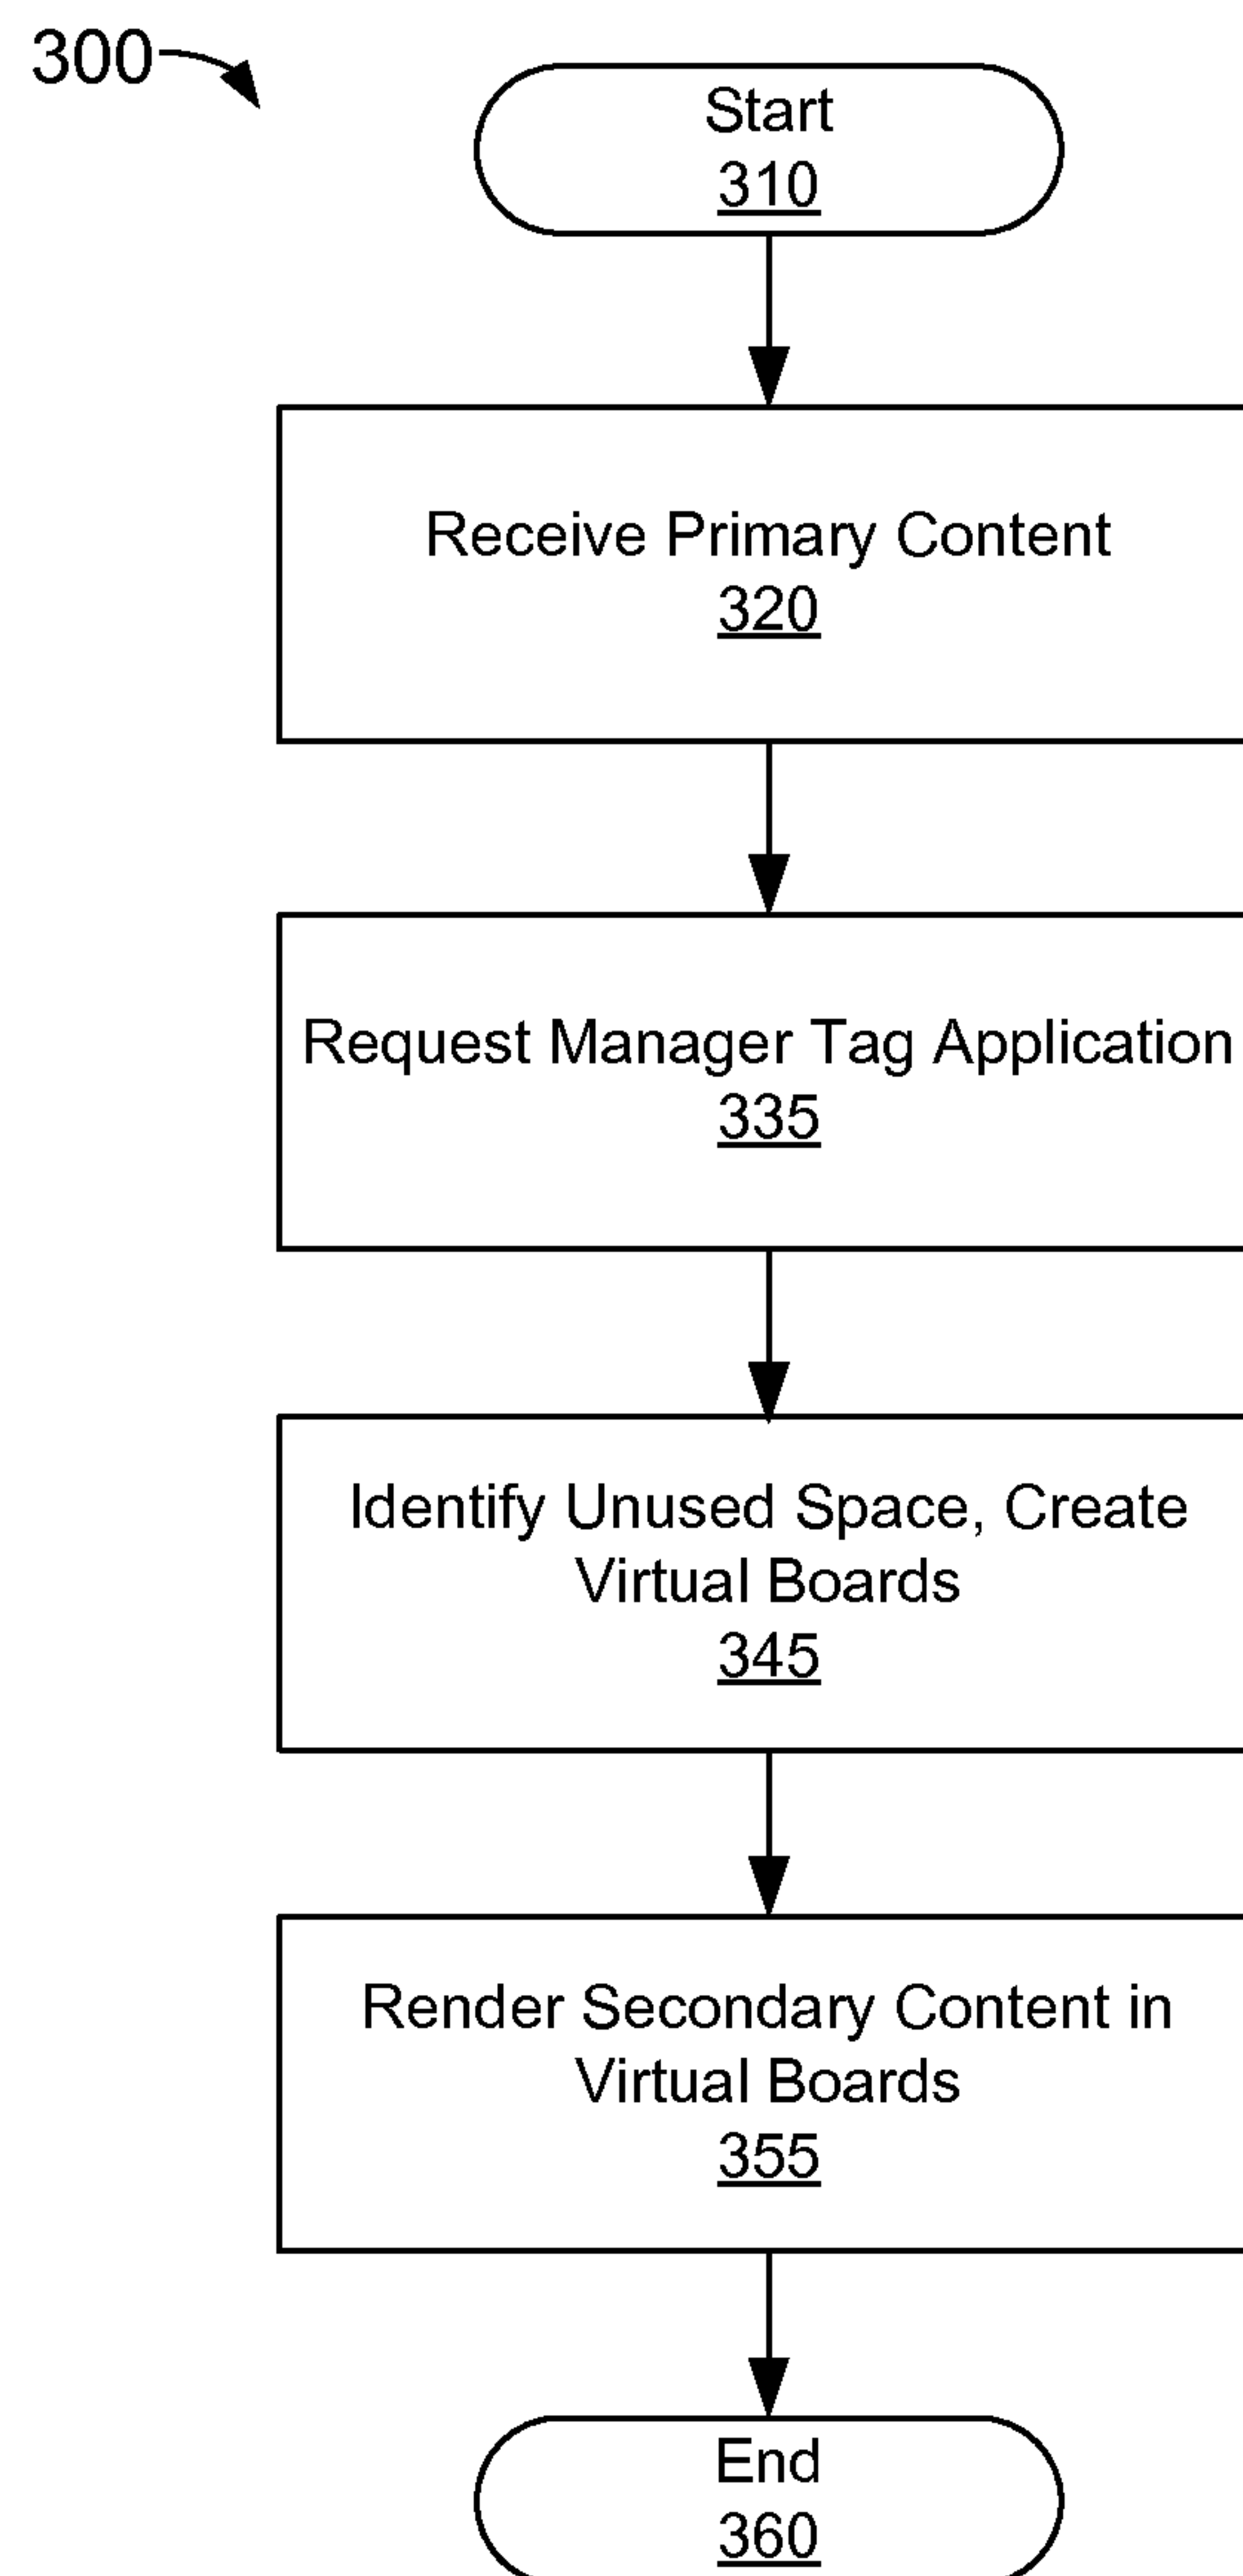 300
Start
310
Receive Primary Content
320
Request Manager Tag Application
335
Identify Unused Space, Create
Virtual Boards
345
Render Secondary Content in
Virtual Boards
355
End
360